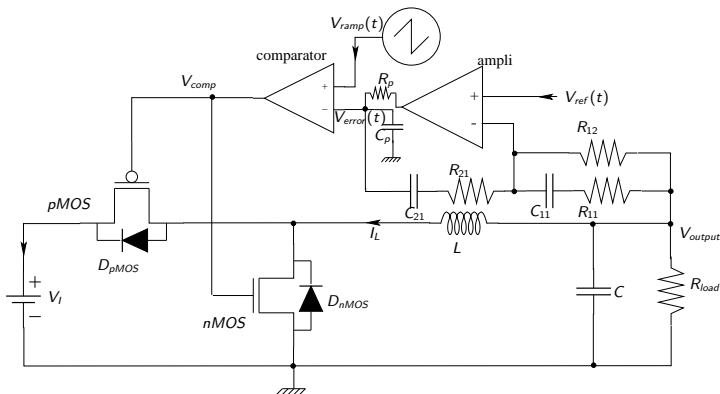 V_ramp(t)
comparator
ampli
V_comp
+
−
R_p
+
-
V_ref(t)
V_error(t)
C_p
R_12
R_21
pMOS
C_21
C_11
R_11
I_L
L
V_output
D_pMOS
+
V_I
−
nMOS
D_nMOS
C
R_load